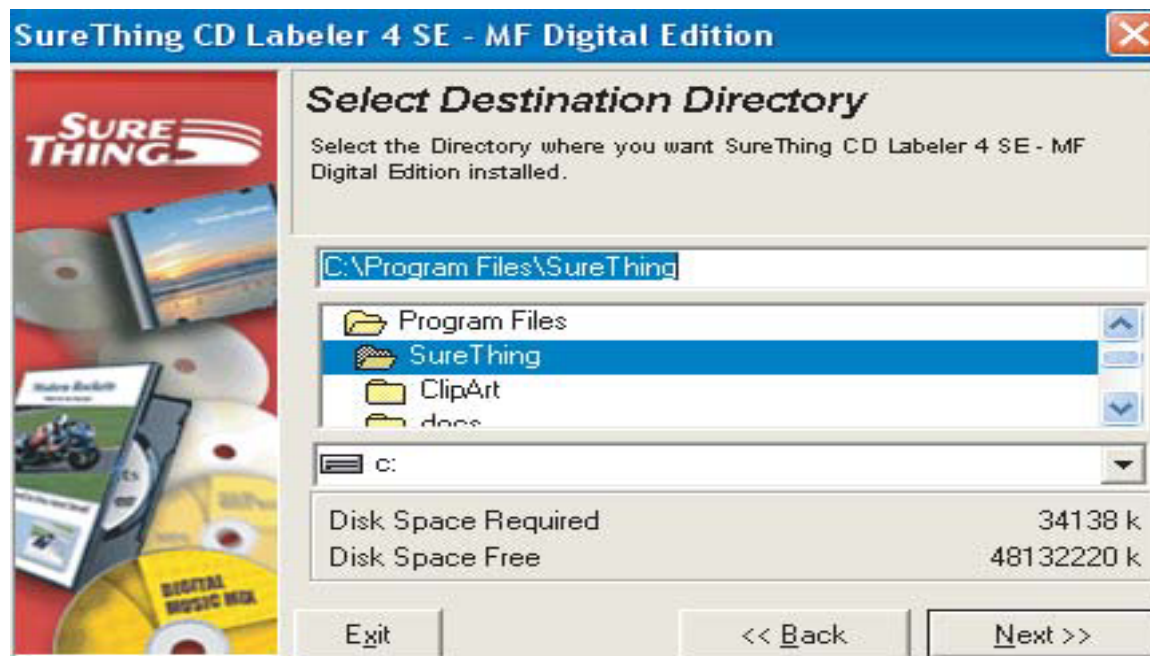 SureThing CD Labeler 4 SE - MF Digital Edition
SURE
THING
Select Destination Directory
Select the Directory where you want SureThing CD Labeler 4 SE - MF
Digital Edition installed.
C:\Program Files\SureThing
Program Files
SureThing
ClipArt
docs
c:
Disk Space Required 34138 k
Disk Space Free 48132220 k
DIGITAL
MUSIC MIX
Exit
<< Back
Next >>